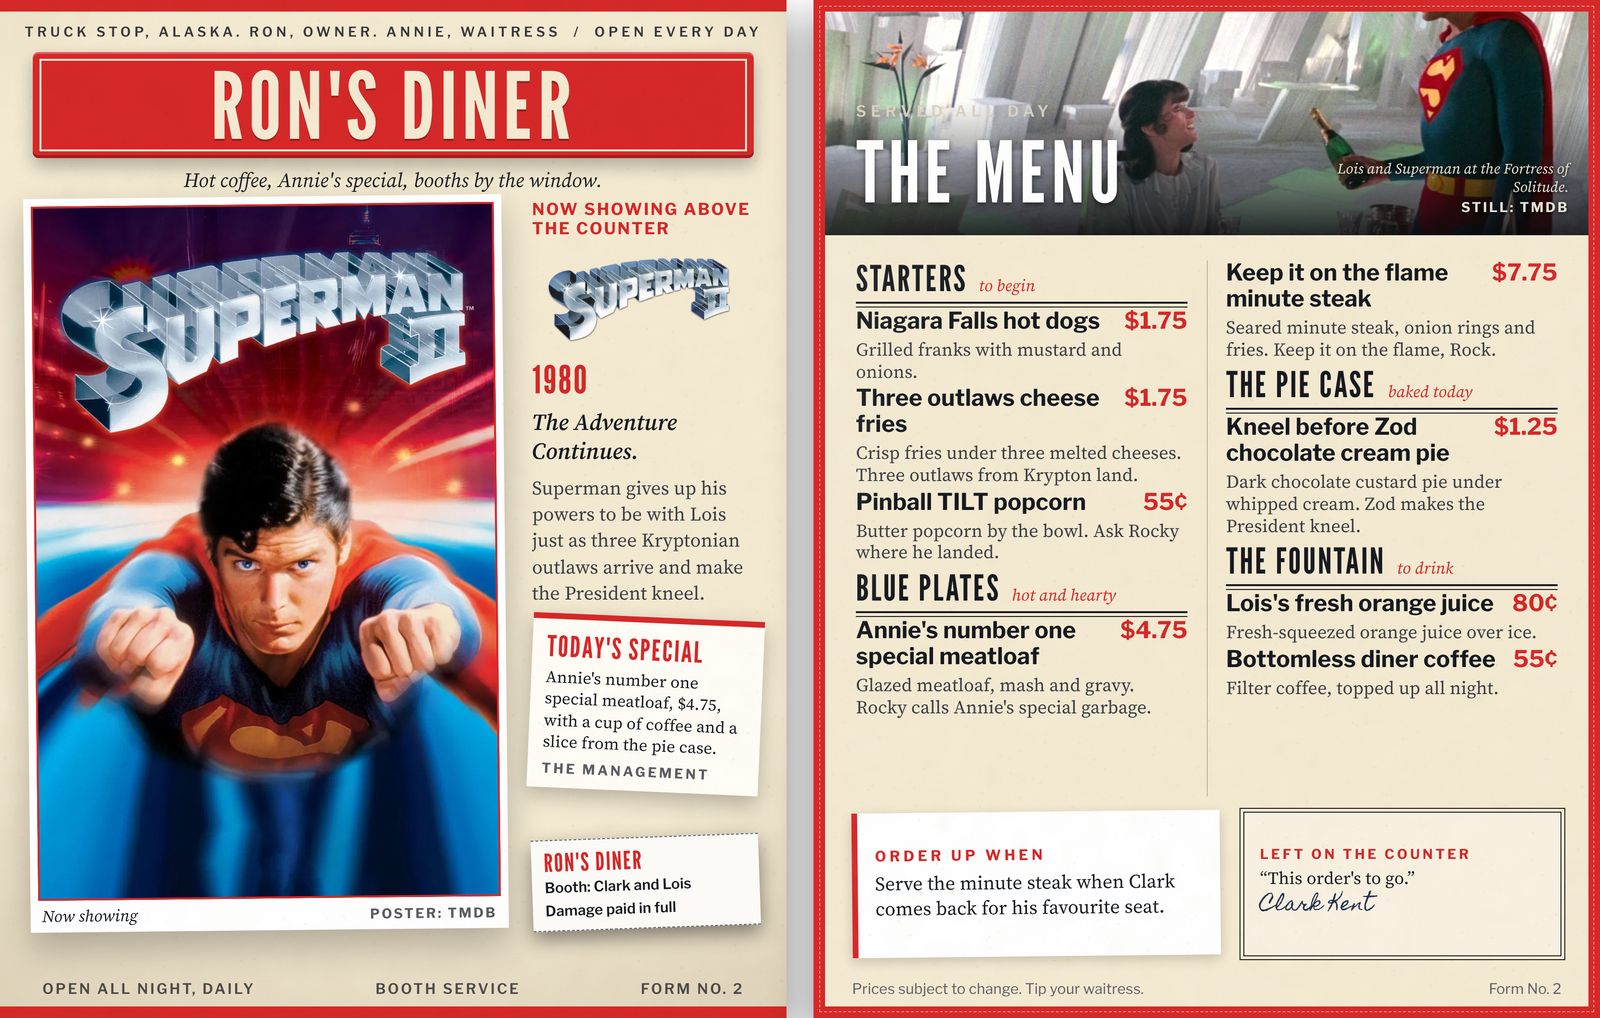 TRUCK STOP, ALASKA. RON, OWNER. ANNIE, WAITRESS / OPEN EVERY DAY
RON'S DINER
Hot coffee, Annie's special, booths by the window.
SUPERMAN
II
™
Now showing
POSTER: TMDB
NOW SHOWING ABOVE
THE COUNTER
SUPERMAN
II
1980
The Adventure
Continues.
Superman gives up his
powers to be with Lois
just as three Kryptonian
outlaws arrive and make
the President kneel.
TODAY'S SPECIAL
Annie's number one
special meatloaf, $4.75,
with a cup of coffee and a
slice from the pie case.
THE MANAGEMENT
RON'S DINER
Booth: Clark and Lois
Damage paid in full
OPEN ALL NIGHT, DAILY
BOOTH SERVICE
FORM NO. 2
SERVED ALL DAY
THE MENU
Lois and Superman at the Fortress of
Solitude.
STILL: TMDB
STARTERS to begin
Niagara Falls hot dogs $1.75
Grilled franks with mustard and
onions.
Three outlaws cheese $1.75
fries
Crisp fries under three melted cheeses.
Three outlaws from Krypton land.
Pinball TILT popcorn 55¢
Butter popcorn by the bowl. Ask Rocky
where he landed.
BLUE PLATES hot and hearty
Annie's number one $4.75
special meatloaf
Glazed meatloaf, mash and gravy.
Rocky calls Annie's special garbage.
Keep it on the flame $7.75
minute steak
Seared minute steak, onion rings and
fries. Keep it on the flame, Rock.
THE PIE CASE baked today
Kneel before Zod $1.25
chocolate cream pie
Dark chocolate custard pie under
whipped cream. Zod makes the
President kneel.
THE FOUNTAIN to drink
Lois's fresh orange juice 80¢
Fresh-squeezed orange juice over ice.
Bottomless diner coffee 55¢
Filter coffee, topped up all night.
ORDER UP WHEN
Serve the minute steak when Clark
comes back for his favourite seat.
LEFT ON THE COUNTER
“This order's to go.”
Clark Kent
Prices subject to change. Tip your waitress.
Form No. 2